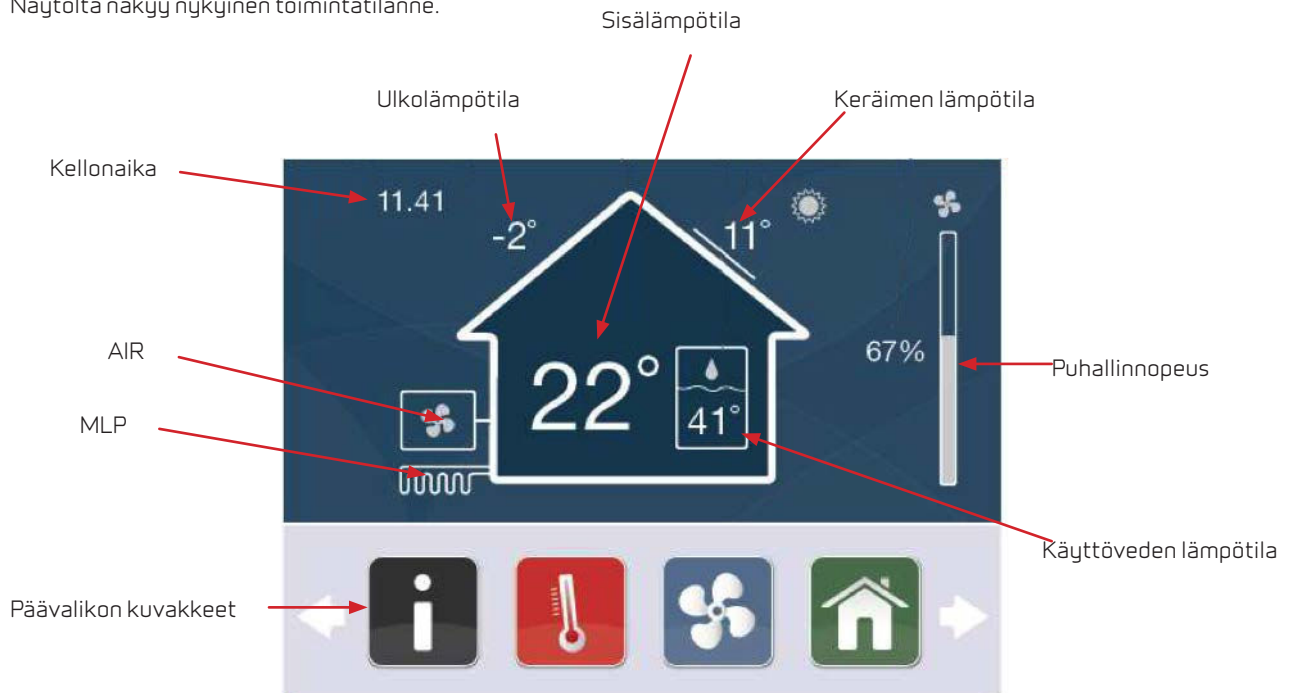 Näytöltä näkyy nykyinen toimintatilanne.
Sisälämpötila
Ulkolämpötila
Keräimen lämpötila
Kellonaika
11.41
-2°
11°
AIR
67%
Puhallinnopeus
22°
MLP
41°
Käyttöveden lämpötila
Päävalikon kuvakkeet
i